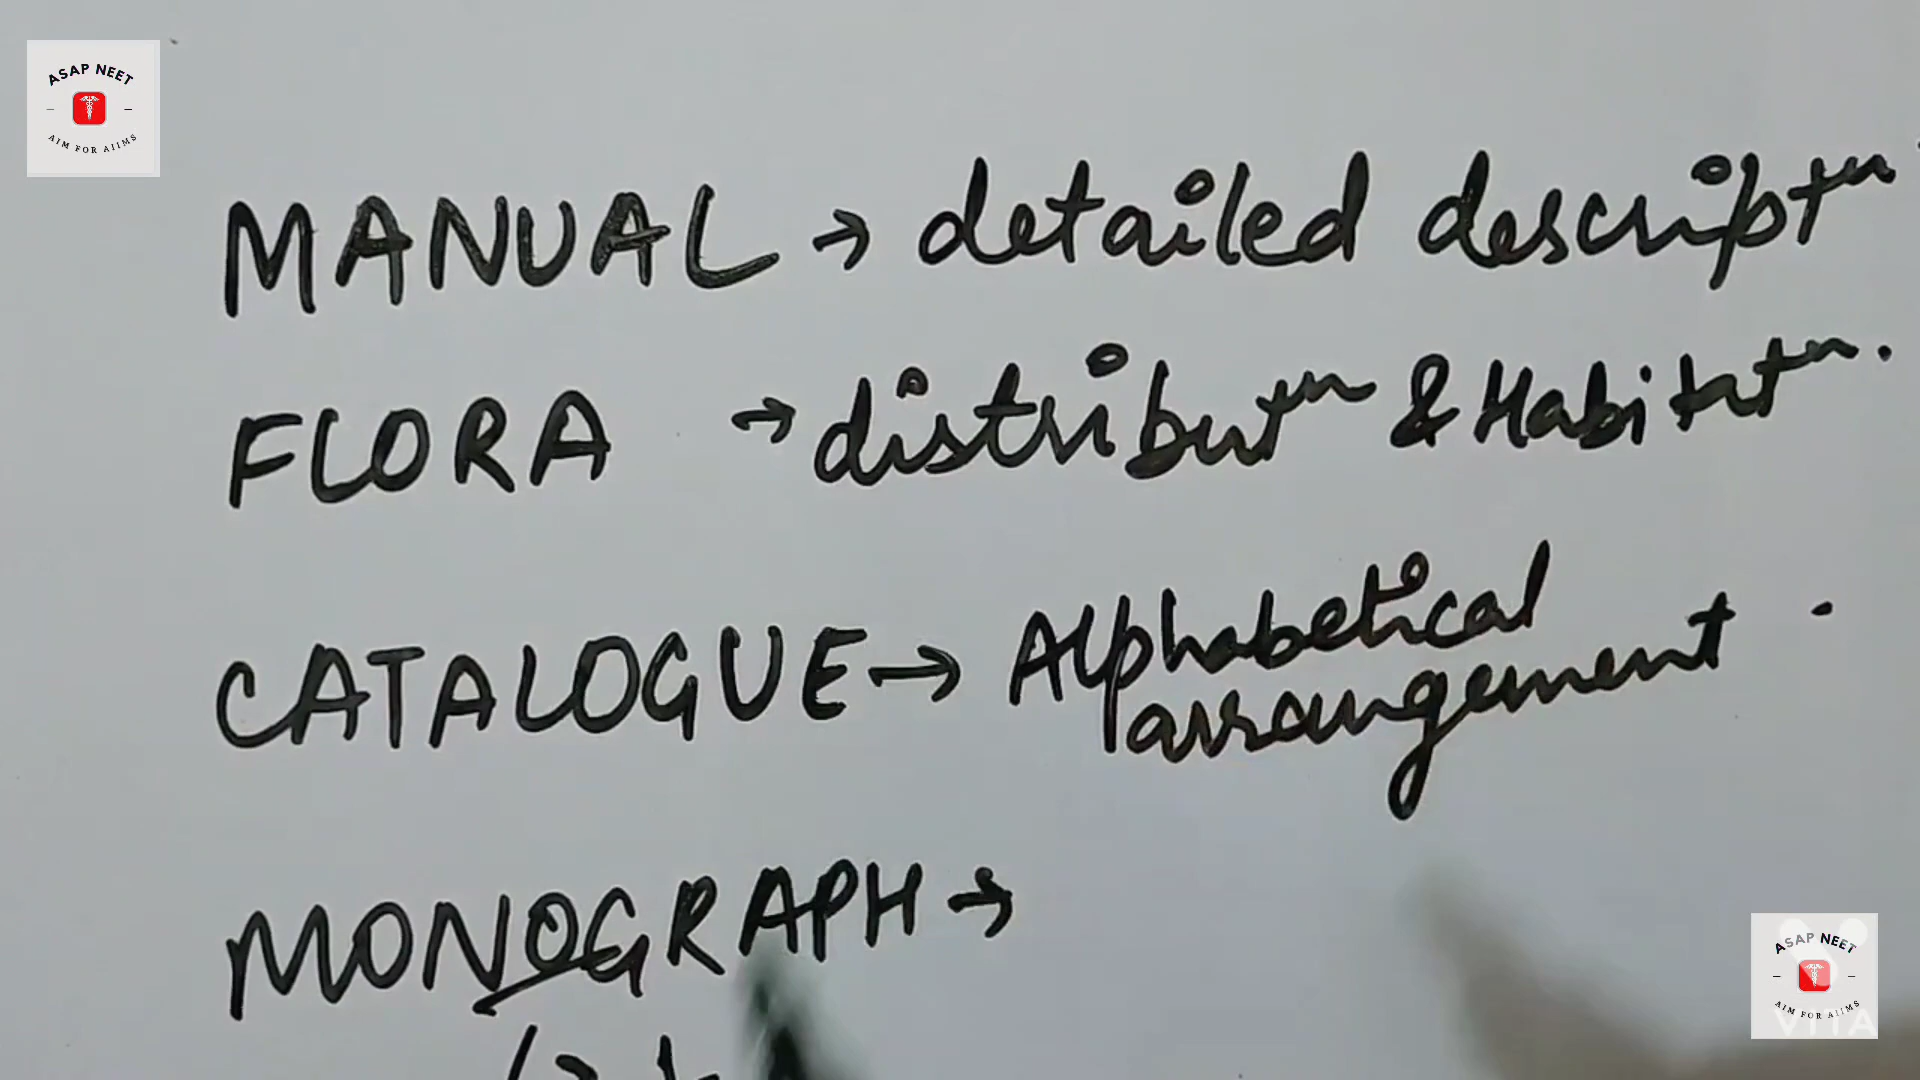 ASAP NEET
AIM FOR AIIMS
MANUAL → detailed descriptn
FLORA → distributn & Habitatn.
CATALOGUE → Alphabetical
arrangement
MONOGRAPH →
ASAP NEET
AIM FOR AIIMS
VITA